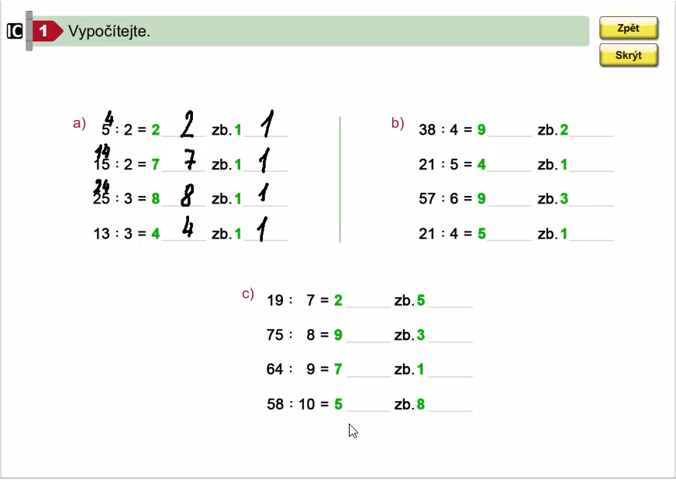 1 Vypočítejte.
Zpět
Skrýt
a)
4
5 : 2 = 2 2 zb. 1 1
14
15 : 2 = 7 7 zb. 1 1
24
25 : 3 = 8 8 zb. 1 1
13 : 3 = 4 4 zb. 1 1
b)
38 : 4 = 9 zb. 2
21 : 5 = 4 zb. 1
57 : 6 = 9 zb. 3
21 : 4 = 5 zb. 1
c)
19 : 7 = 2 zb. 5
75 : 8 = 9 zb. 3
64 : 9 = 7 zb. 1
58 : 10 = 5 zb. 8